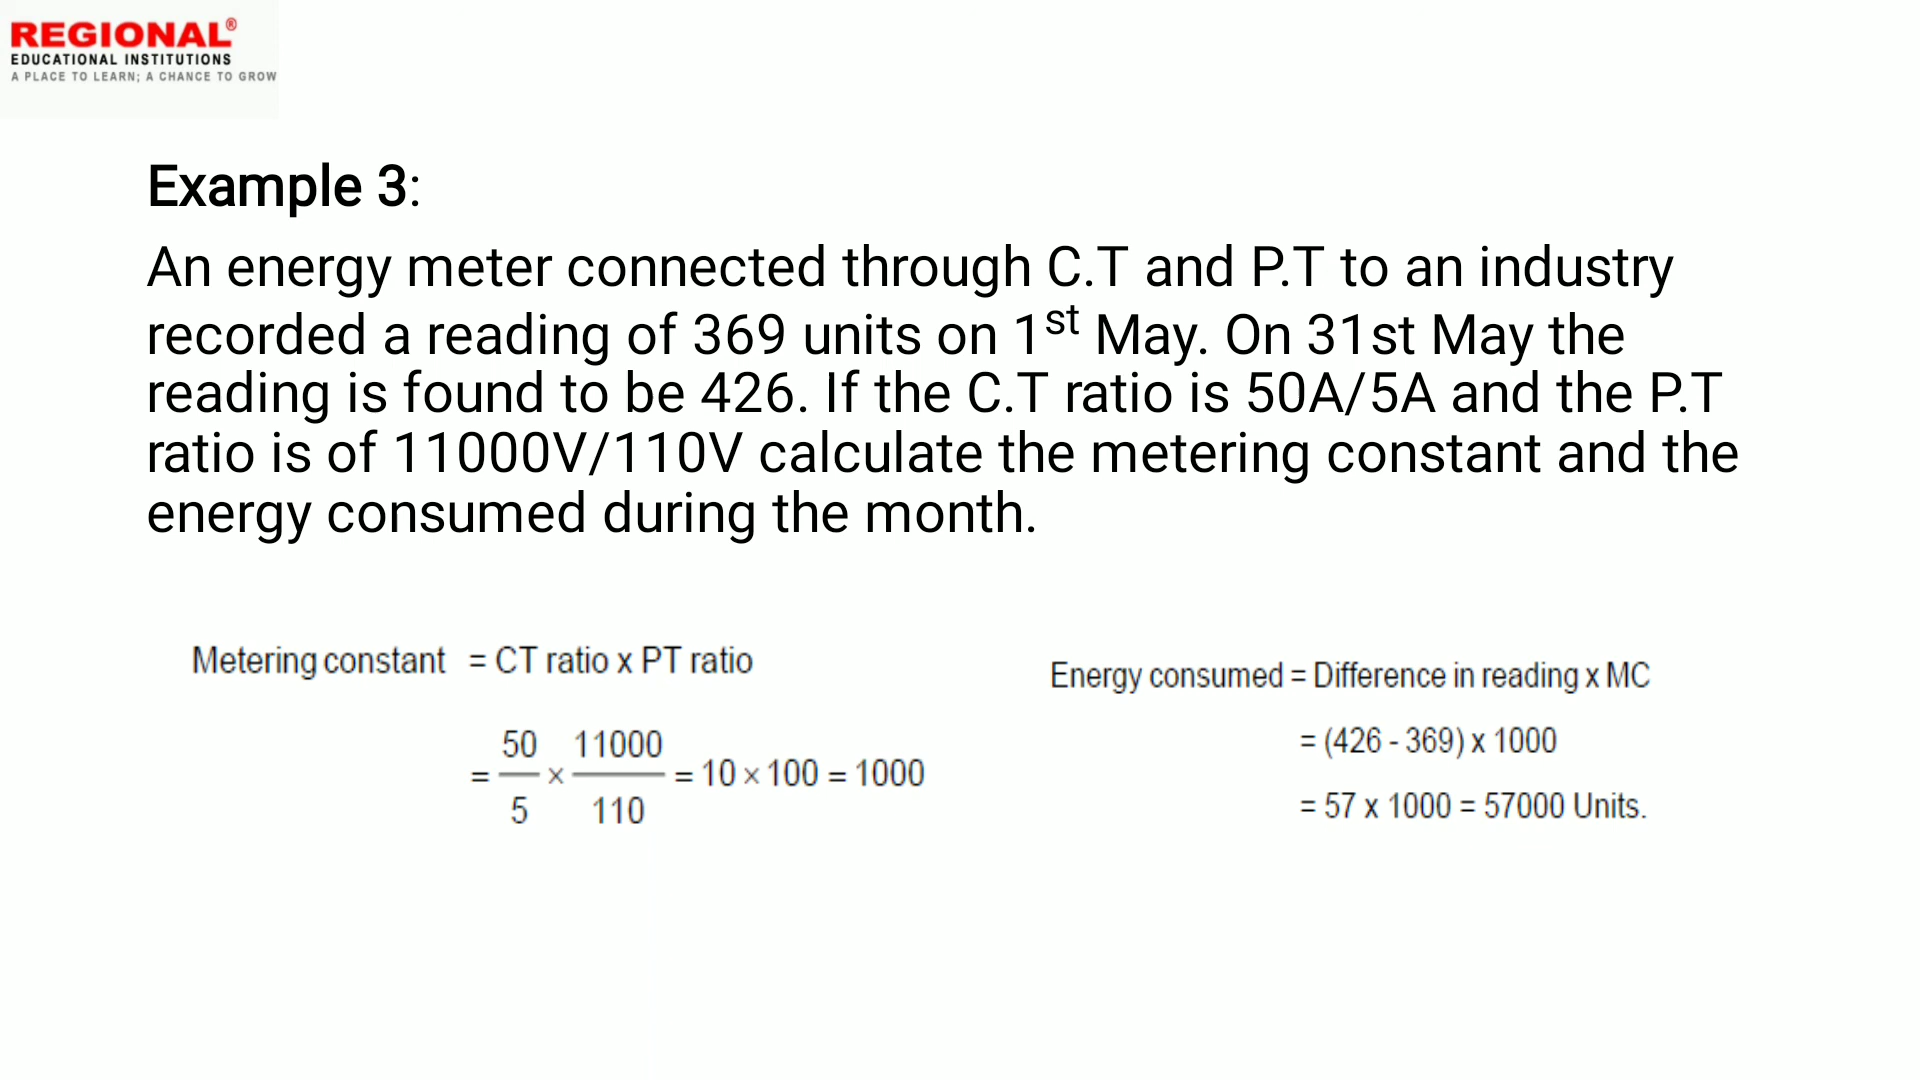 REGIONAL®
EDUCATIONAL INSTITUTIONS
A PLACE TO LEARN; A CHANCE TO GROW
Example 3:
An energy meter connected through C.T and P.T to an industry
recorded a reading of 369 units on 1st May. On 31st May the
reading is found to be 426. If the C.T ratio is 50A/5A and the P.T
ratio is of 11000V/110V calculate the metering constant and the
energy consumed during the month.
Metering constant = CT ratio x PT ratio
= 50/5 × 11000/110 = 10 × 100 = 1000
Energy consumed = Difference in reading x MC
= (426 - 369) x 1000
= 57 x 1000 = 57000 Units.